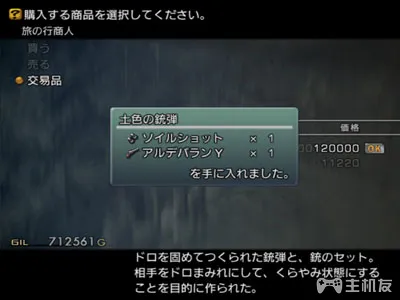 購入する商品を選択してください。
旅の行商人
買う
売る
交易品
土色の銃弾
ソイルショット × 1
アルデバランY × 1
を手に入れました。
価格
120000 OK
11220
GIL 712561G
ドロを固めてつくられた銃弾と、銃のセット。
相手をドロまみれにして、くらやみ状態にする
ことを目的に作られた。
主机友